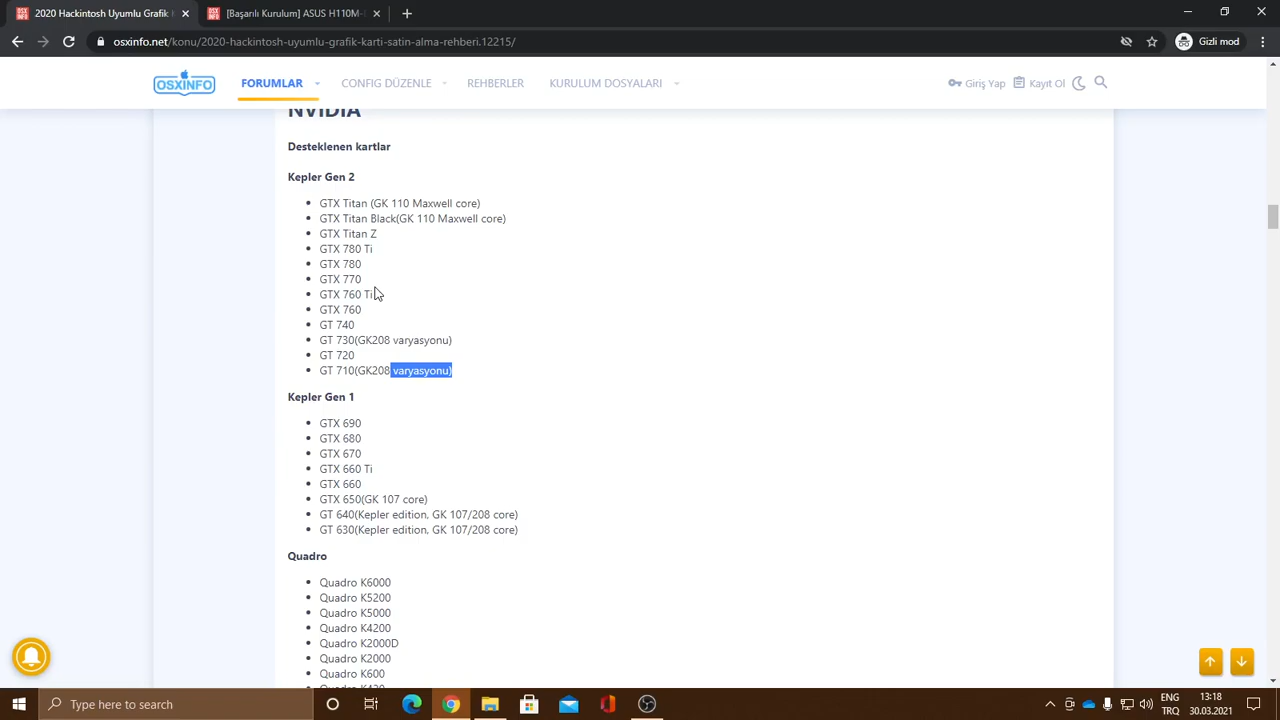 2020 Hackintosh Uyumlu Grafik K
[Başarılı Kurulum] ASUS H110M-
osxinfo.net/konu/2020-hackintosh-uyumlu-grafik-karti-satin-alma-rehberi.12215/
Gizli mod
OSXINFO
FORUMLAR
CONFIG DÜZENLE
REHBERLER
KURULUM DOSYALARI
Giriş Yap
Kayıt Ol
NVIDIA
Desteklenen kartlar
Kepler Gen 2
GTX Titan (GK 110 Maxwell core)
GTX Titan Black(GK 110 Maxwell core)
GTX Titan Z
GTX 780 Ti
GTX 780
GTX 770
GTX 760 Ti
GTX 760
GT 740
GT 730(GK208 varyasyonu)
GT 720
GT 710(GK208 varyasyonu)
Kepler Gen 1
GTX 690
GTX 680
GTX 670
GTX 660 Ti
GTX 660
GTX 650(GK 107 core)
GT 640(Kepler edition, GK 107/208 core)
GT 630(Kepler edition, GK 107/208 core)
Quadro
Quadro K6000
Quadro K5200
Quadro K5000
Quadro K4200
Quadro K2000D
Quadro K2000
Quadro K600
Quadro K420
Type here to search
ENG
TRQ
13:18
30.03.2021